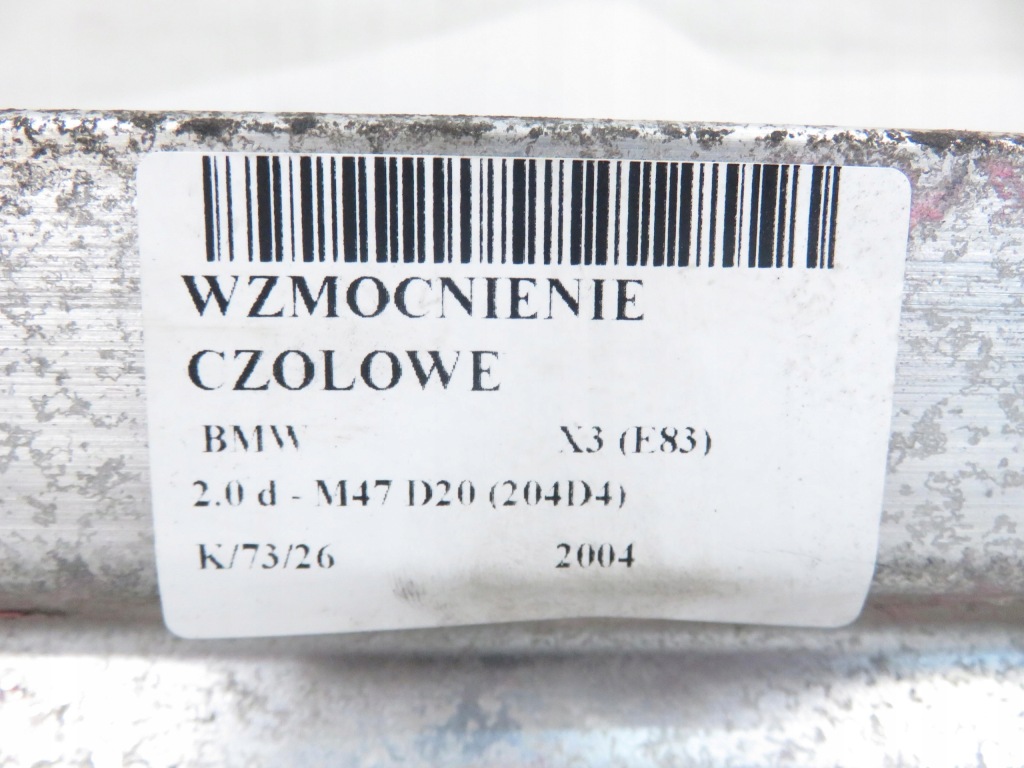 WZMOCNIENIE
CZOLOWE
BMW X3 (E83)
2.0 d - M47 D20 (204D4)
K/73/26 2004